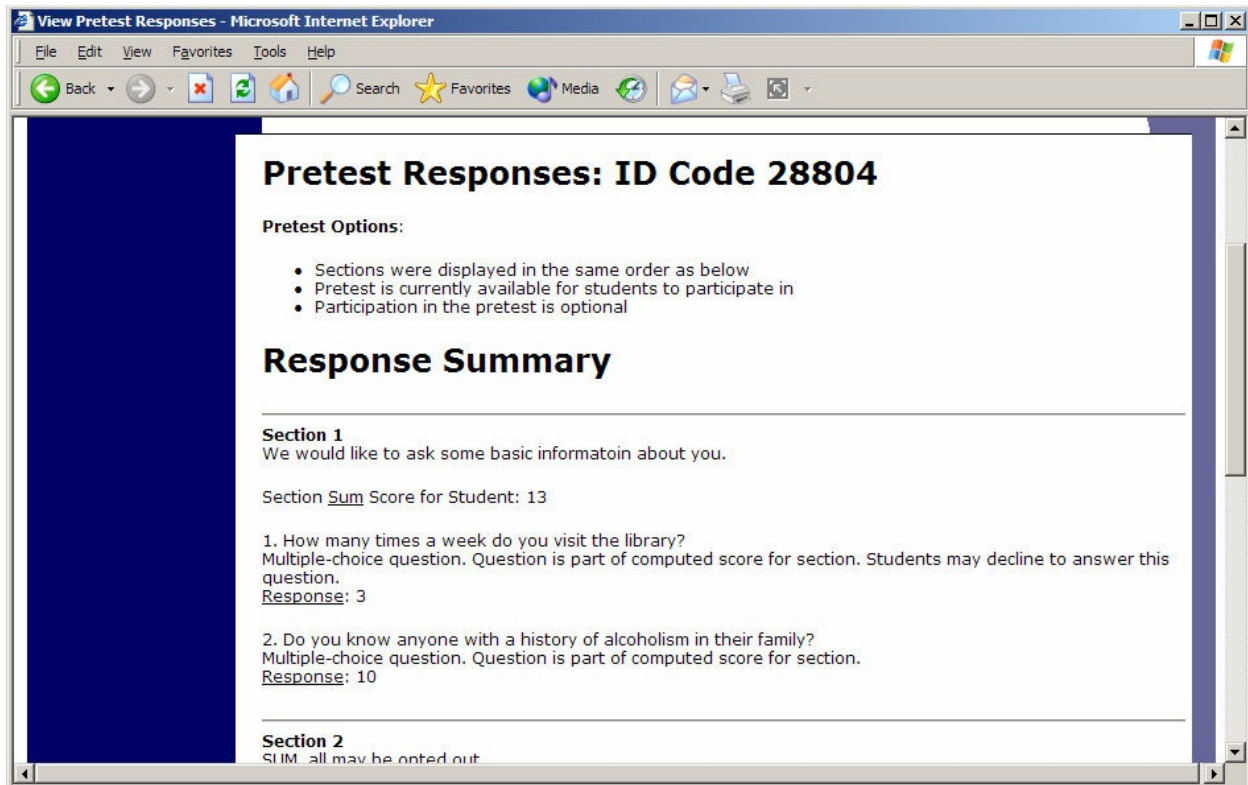 View Pretest Responses - Microsoft Internet Explorer
File Edit View Favorites Tools Help
Back Search Favorites Media
Pretest Responses: ID Code 28804
Pretest Options:
• Sections were displayed in the same order as below
• Pretest is currently available for students to participate in
• Participation in the pretest is optional
Response Summary
Section 1
We would like to ask some basic informatoin about you.
Section Sum Score for Student: 13
1. How many times a week do you visit the library?
Multiple-choice question. Question is part of computed score for section. Students may decline to answer this
question.
Response: 3
2. Do you know anyone with a history of alcoholism in their family?
Multiple-choice question. Question is part of computed score for section.
Response: 10
Section 2
SUM, all may be opted out